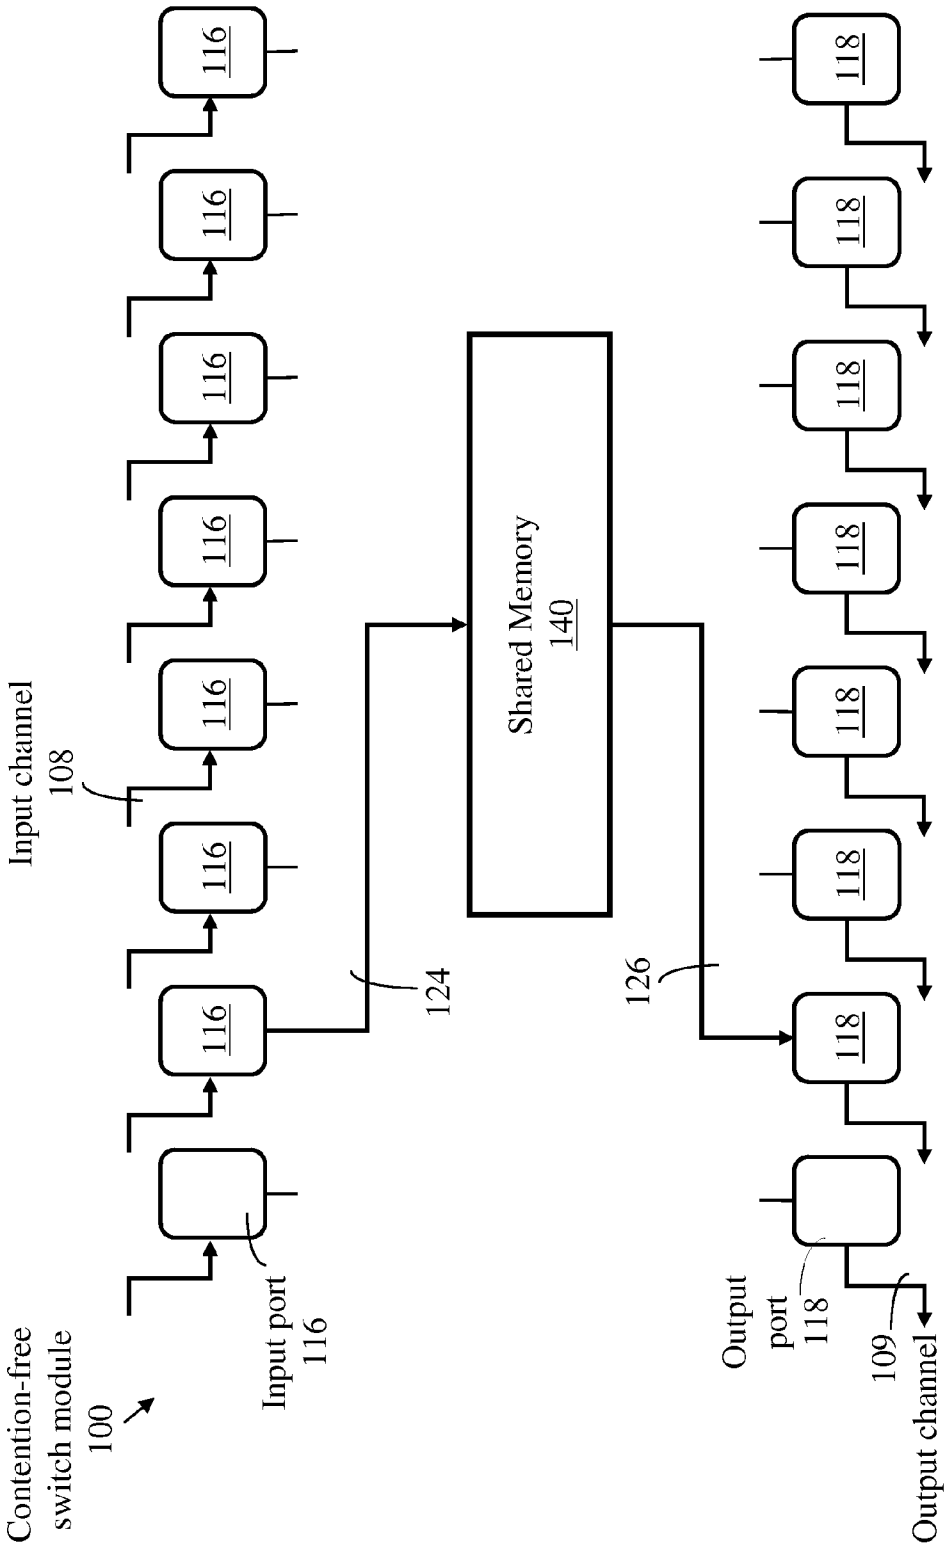 Contention-free
switch module
100
Input channel
108
116
116
116
116
116
116
116
Input port
116
124
Shared Memory
140
126
Output
port
118
118
118
118
118
118
118
118
109
Output channel